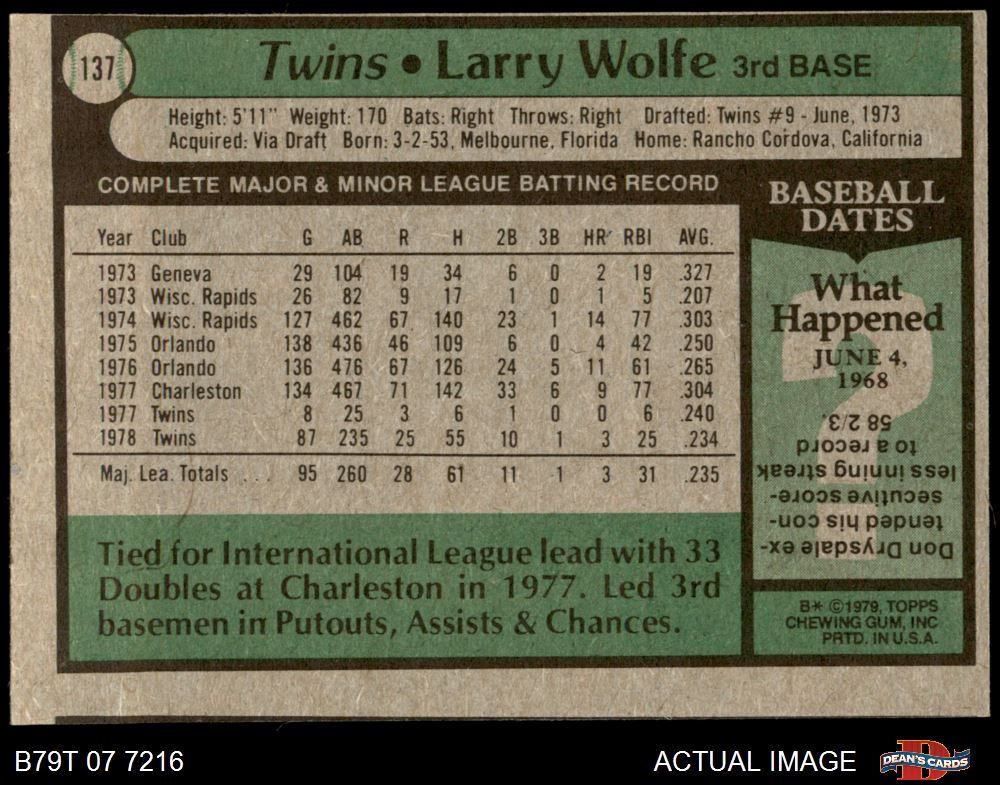 137
Twins • Larry Wolfe 3rd BASE
Height: 5'11" Weight: 170 Bats: Right Throws: Right Drafted: Twins #9 - June, 1973
Acquired: Via Draft Born: 3-2-53, Melbourne, Florida Home: Rancho Cordova, California
COMPLETE MAJOR & MINOR LEAGUE BATTING RECORD
Year Club G AB R H 2B 3B HR RBI AVG.
1973 Geneva 29 104 19 34 6 0 2 19 .327
1973 Wisc. Rapids 26 82 9 17 1 0 1 5 .207
1974 Wisc. Rapids 127 462 67 140 23 1 14 77 .303
1975 Orlando 138 436 46 109 6 0 4 42 .250
1976 Orlando 136 476 67 126 24 5 11 61 .265
1977 Charleston 134 467 71 142 33 6 9 77 .304
1977 Twins 8 25 3 6 1 0 0 6 .240
1978 Twins 87 235 25 55 10 1 3 25 .234
Maj. Lea. Totals . . . 95 260 28 61 11 1 3 31 .235
Tied for International League lead with 33
Doubles at Charleston in 1977. Led 3rd
basemen in Putouts, Assists & Chances.
BASEBALL
DATES
What
Happened
JUNE 4,
1968
Don Drysdale ex-
tended his con-
secutive score-
less inning streak
to a record
58 2/3.
B* ©1979, TOPPS
CHEWING GUM, INC
PRTD. IN U.S.A.
B79T 07 7216
ACTUAL IMAGE
D
DEAN'S CARDS